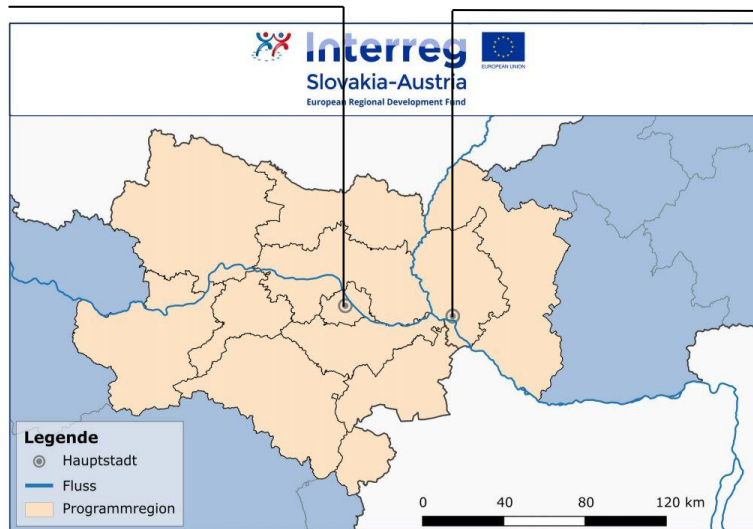 Interreg
EUROPEAN UNION
Slovakia-Austria
European Regional Development Fund
Legende
Hauptstadt
Fluss
Programmregion
0 40 80 120 km